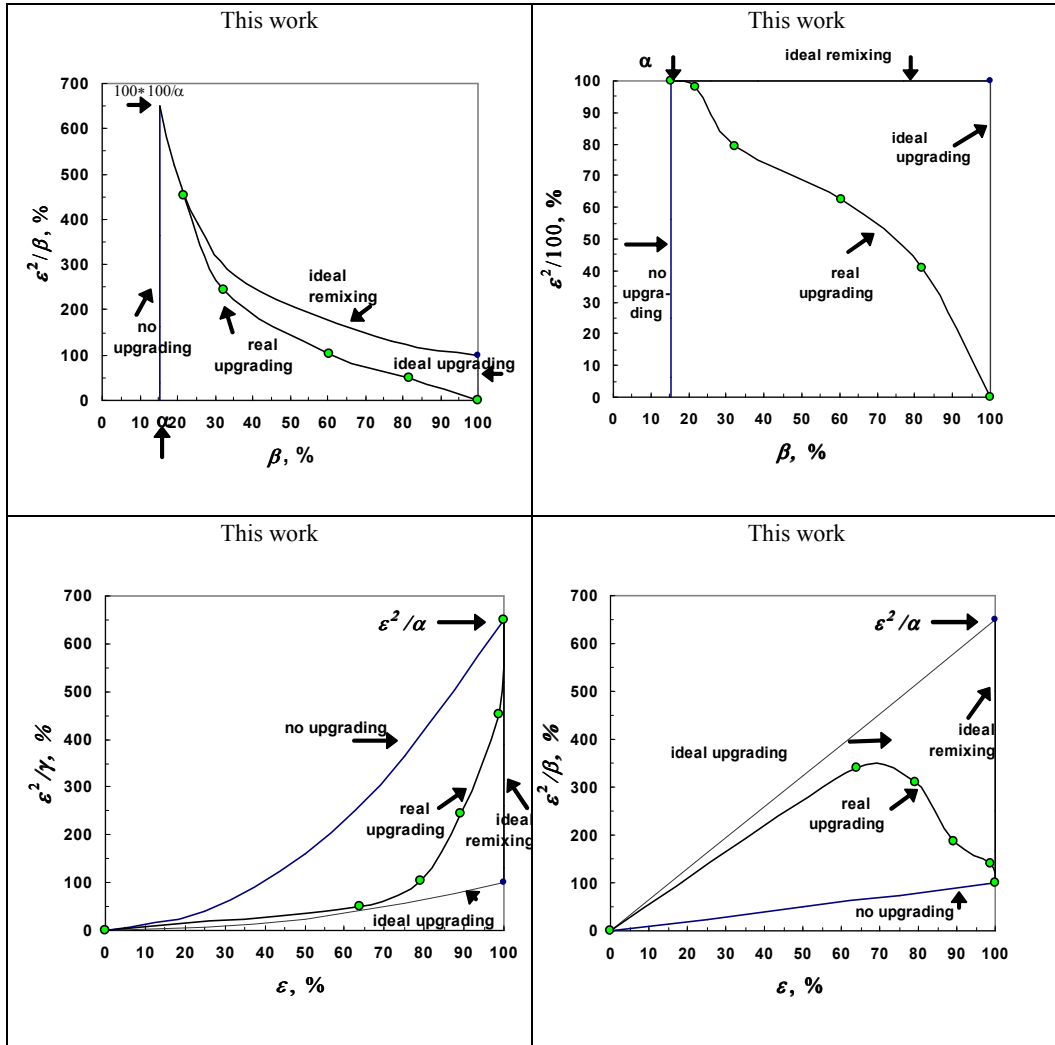 This work
700
600
500
400
300
200
100
0
100*100/α
ε²/β, %
ideal
remixing
no
upgrading
real
upgrading
ideal upgrading
0 10 20 30 40 50 60 70 80 90 100
α
β, %
This work
α
ideal remixing
100
90
80
70
60
50
40
30
20
10
0
ε²/100, %
ideal
upgrading
no
upgra-
ding
real
upgrading
0 10 20 30 40 50 60 70 80 90 100
β, %
This work
700
600
500
400
300
200
100
0
ε²/γ, %
ε²/α
no upgrading
real
upgrading
ideal
remixing
ideal upgrading
0 10 20 30 40 50 60 70 80 90 100
ε, %
This work
700
600
500
400
300
200
100
0
ε²/β, %
ε²/α
ideal upgrading
ideal
remixing
real
upgrading
no upgrading
0 10 20 30 40 50 60 70 80 90 100
ε, %